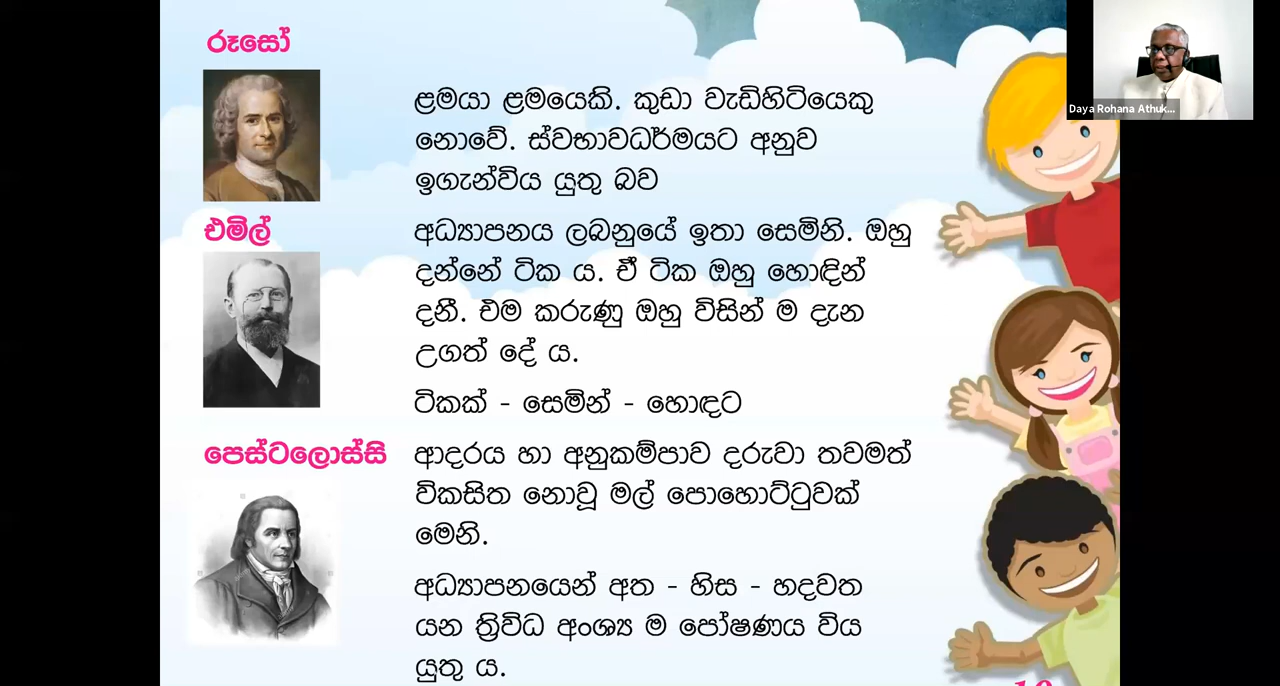 රූසෝ
ළමයා ළමයෙකි. කුඩා වැඩිහිටියෙකු
නොවේ. ස්වභාවධර්මයට අනුව
ඉගැන්විය යුතු බව
එමිල්
අධ්‍යාපනය ලබනුයේ ඉතා සෙමිනි. ඔහු
දන්නේ ටික ය. ඒ ටික ඔහු හොඳින්
දනී. එම කරුණු ඔහු විසින් ම දැන
උගත් දේ ය.
ටිකක් - සෙමින් - හොඳට
පෙස්ටලොස්සි
ආදරය හා අනුකම්පාව දරුවා තවමත්
විකසිත නොවූ මල් පොහොට්ටුවක්
මෙනි.
අධ්‍යාපනයෙන් අත - හිස - හදවත
යන ත්‍රිවිධ අංශ්‍ය ම පෝෂණය විය
යුතු ය.
Daya Rohana Athuk...